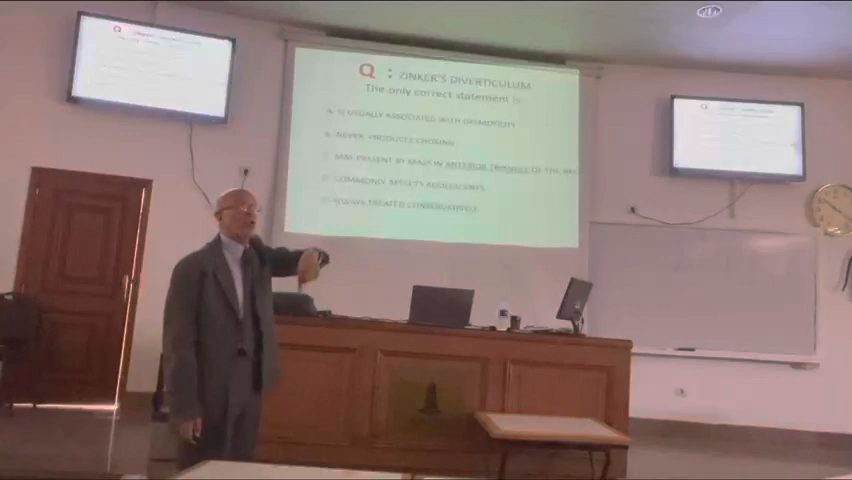 Q : ZINKER'S DIVERTICULUM
The only correct statement is:
A- IS USUALLY ASSOCIATED WITH DISMOTILITY
B- NEVER PRODUCES CHOKING
MAY PRESENT BY MASS IN ANTERIOR TRIANGLE OF THE
COMMONLY AFFECTS ADOLESCENTS
ALWAYS TREATED CONSERVATIVELY